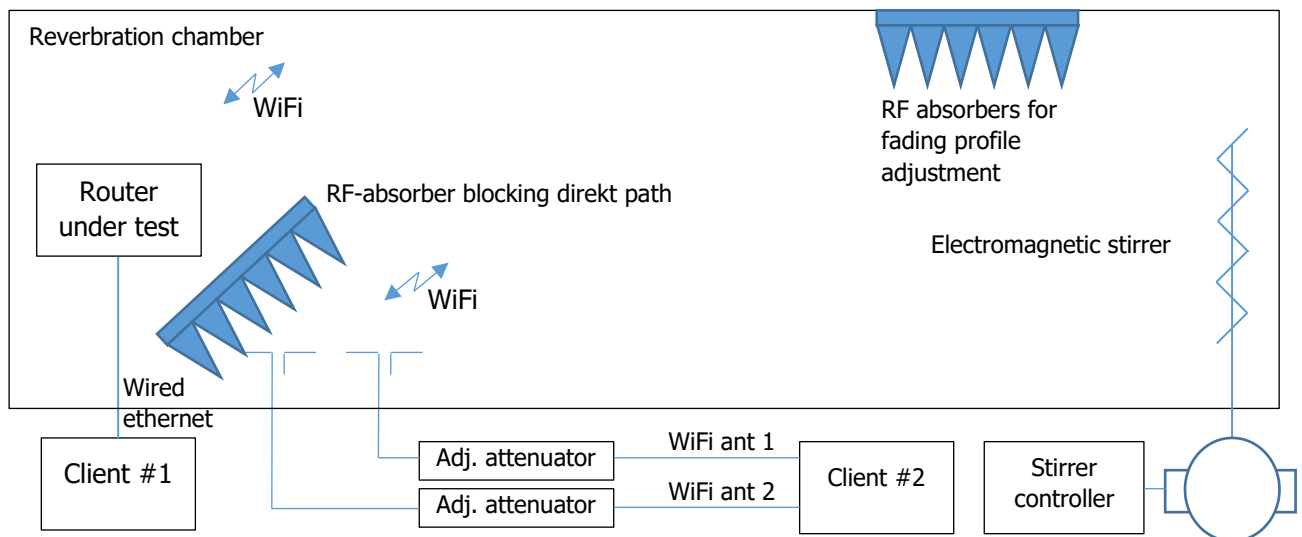 Reverbration chamber
WiFi
RF absorbers for
fading profile
adjustment
Router
under test
RF-absorber blocking direkt path
Electromagnetic stirrer
WiFi
Wired
ethernet
Client #1
Adj. attenuator
WiFi ant 1
Adj. attenuator
WiFi ant 2
Client #2
Stirrer
controller